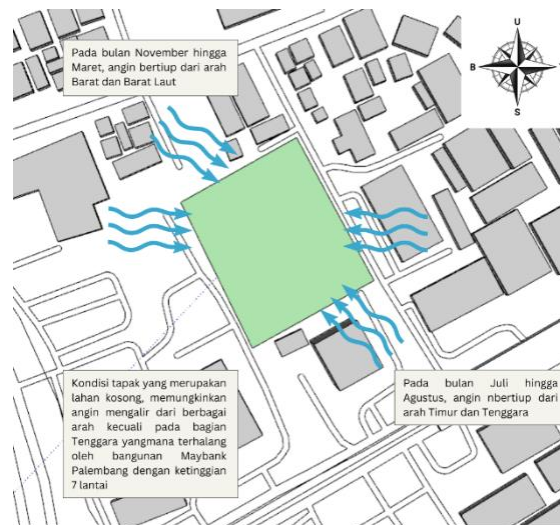 Pada bulan November hingga
Maret, angin bertiup dari arah
Barat dan Barat Laut
U
B
S
Kondisi tapak yang merupakan
lahan kosong, memungkinkan
angin mengalir dari berbagai
arah kecuali pada bagian
Tenggara yangmana terhalang
oleh bangunan Maybank
Palembang dengan ketinggian
7 lantai
Pada bulan Juli hingga
Agustus, angin nbertiup dari
arah Timur dan Tenggara